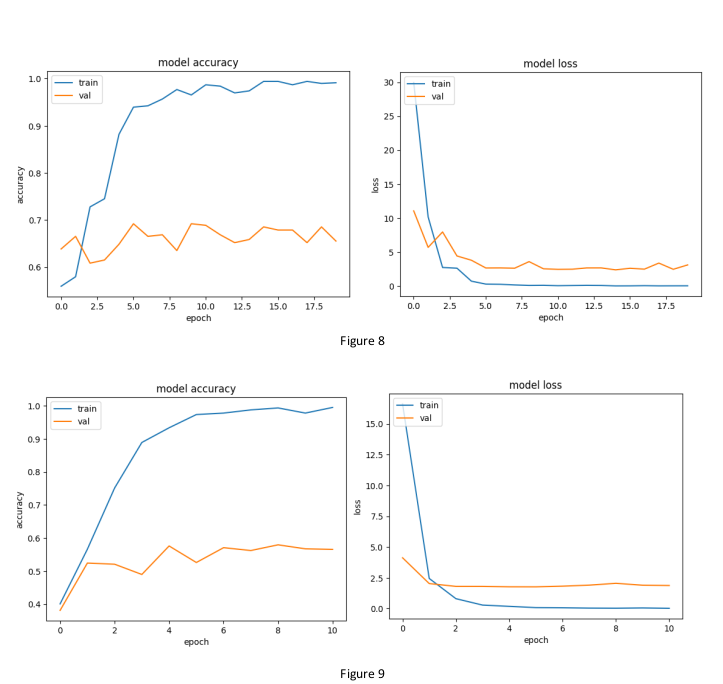 model accuracy
train
val
1.0
0.9
0.8
0.7
0.6
accuracy
0.0 2.5 5.0 7.5 10.0 12.5 15.0 17.5
epoch
model loss
train
val
30
25
20
15
10
5
0
loss
0.0 2.5 5.0 7.5 10.0 12.5 15.0 17.5
epoch
Figure 8
model accuracy
train
val
1.0
0.9
0.8
0.7
0.6
0.5
0.4
accuracy
0 2 4 6 8 10
epoch
model loss
train
val
15.0
12.5
10.0
7.5
5.0
2.5
0.0
loss
0 2 4 6 8 10
epoch
Figure 9